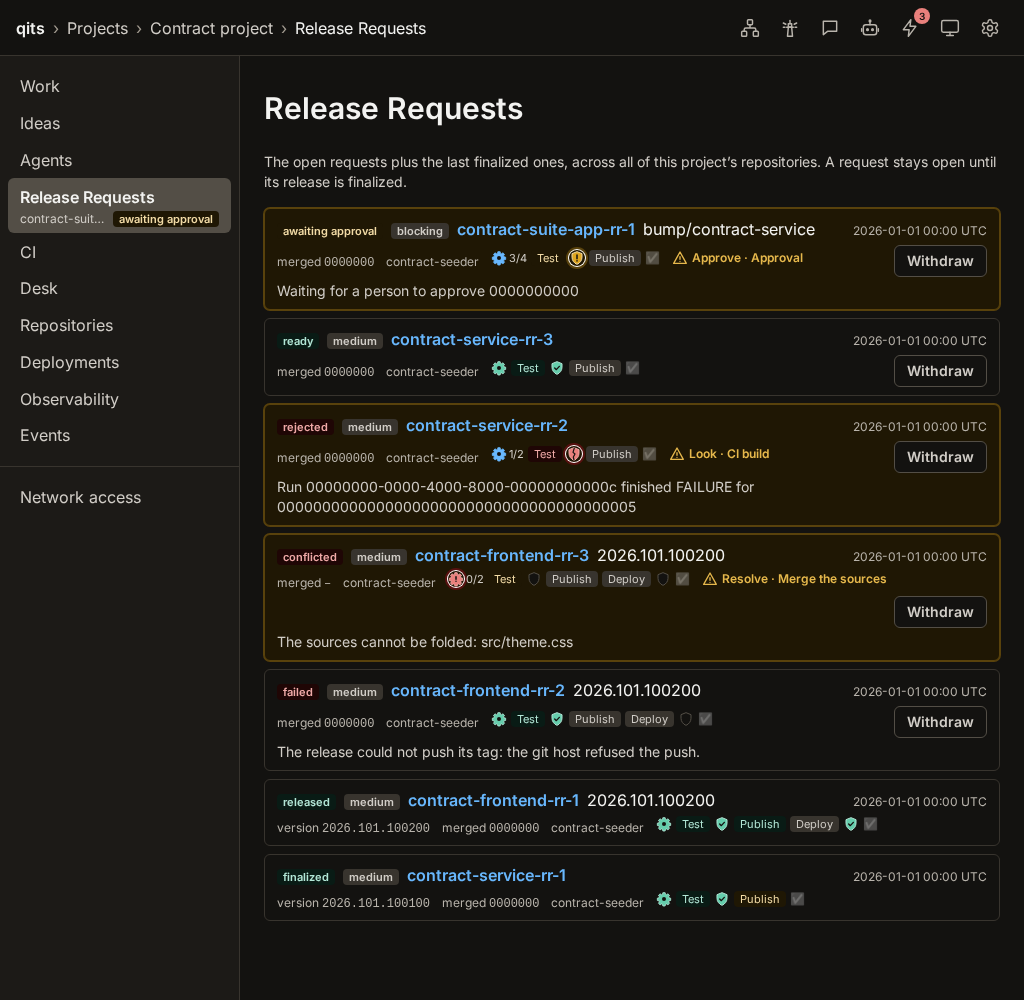 qits › Projects › Contract project › Release Requests
3
Work
Ideas
Agents
Release Requests
contract-suit... awaiting approval
CI
Desk
Repositories
Deployments
Observability
Events
Network access
Release Requests
The open requests plus the last finalized ones, across all of this project's repositories. A request stays open until
its release is finalized.
awaiting approval blocking contract-suite-app-rr-1 bump/contract-service 2026-01-01 00:00 UTC
merged 0000000 contract-seeder 3/4 Test Publish Approve · Approval Withdraw
Waiting for a person to approve 0000000000
ready medium contract-service-rr-3 2026-01-01 00:00 UTC
merged 0000000 contract-seeder Test Publish Withdraw
rejected medium contract-service-rr-2 2026-01-01 00:00 UTC
merged 0000000 contract-seeder 1/2 Test Publish Look · CI build Withdraw
Run 00000000-0000-4000-8000-00000000000c finished FAILURE for
0000000000000000000000000000000000000005
conflicted medium contract-frontend-rr-3 2026.101.100200 2026-01-01 00:00 UTC
merged – contract-seeder 0/2 Test Publish Deploy Resolve · Merge the sources
Withdraw
The sources cannot be folded: src/theme.css
failed medium contract-frontend-rr-2 2026.101.100200 2026-01-01 00:00 UTC
merged 0000000 contract-seeder Test Publish Deploy Withdraw
The release could not push its tag: the git host refused the push.
released medium contract-frontend-rr-1 2026.101.100200 2026-01-01 00:00 UTC
version 2026.101.100200 merged 0000000 contract-seeder Test Publish Deploy
finalized medium contract-service-rr-1 2026-01-01 00:00 UTC
version 2026.101.100100 merged 0000000 contract-seeder Test Publish